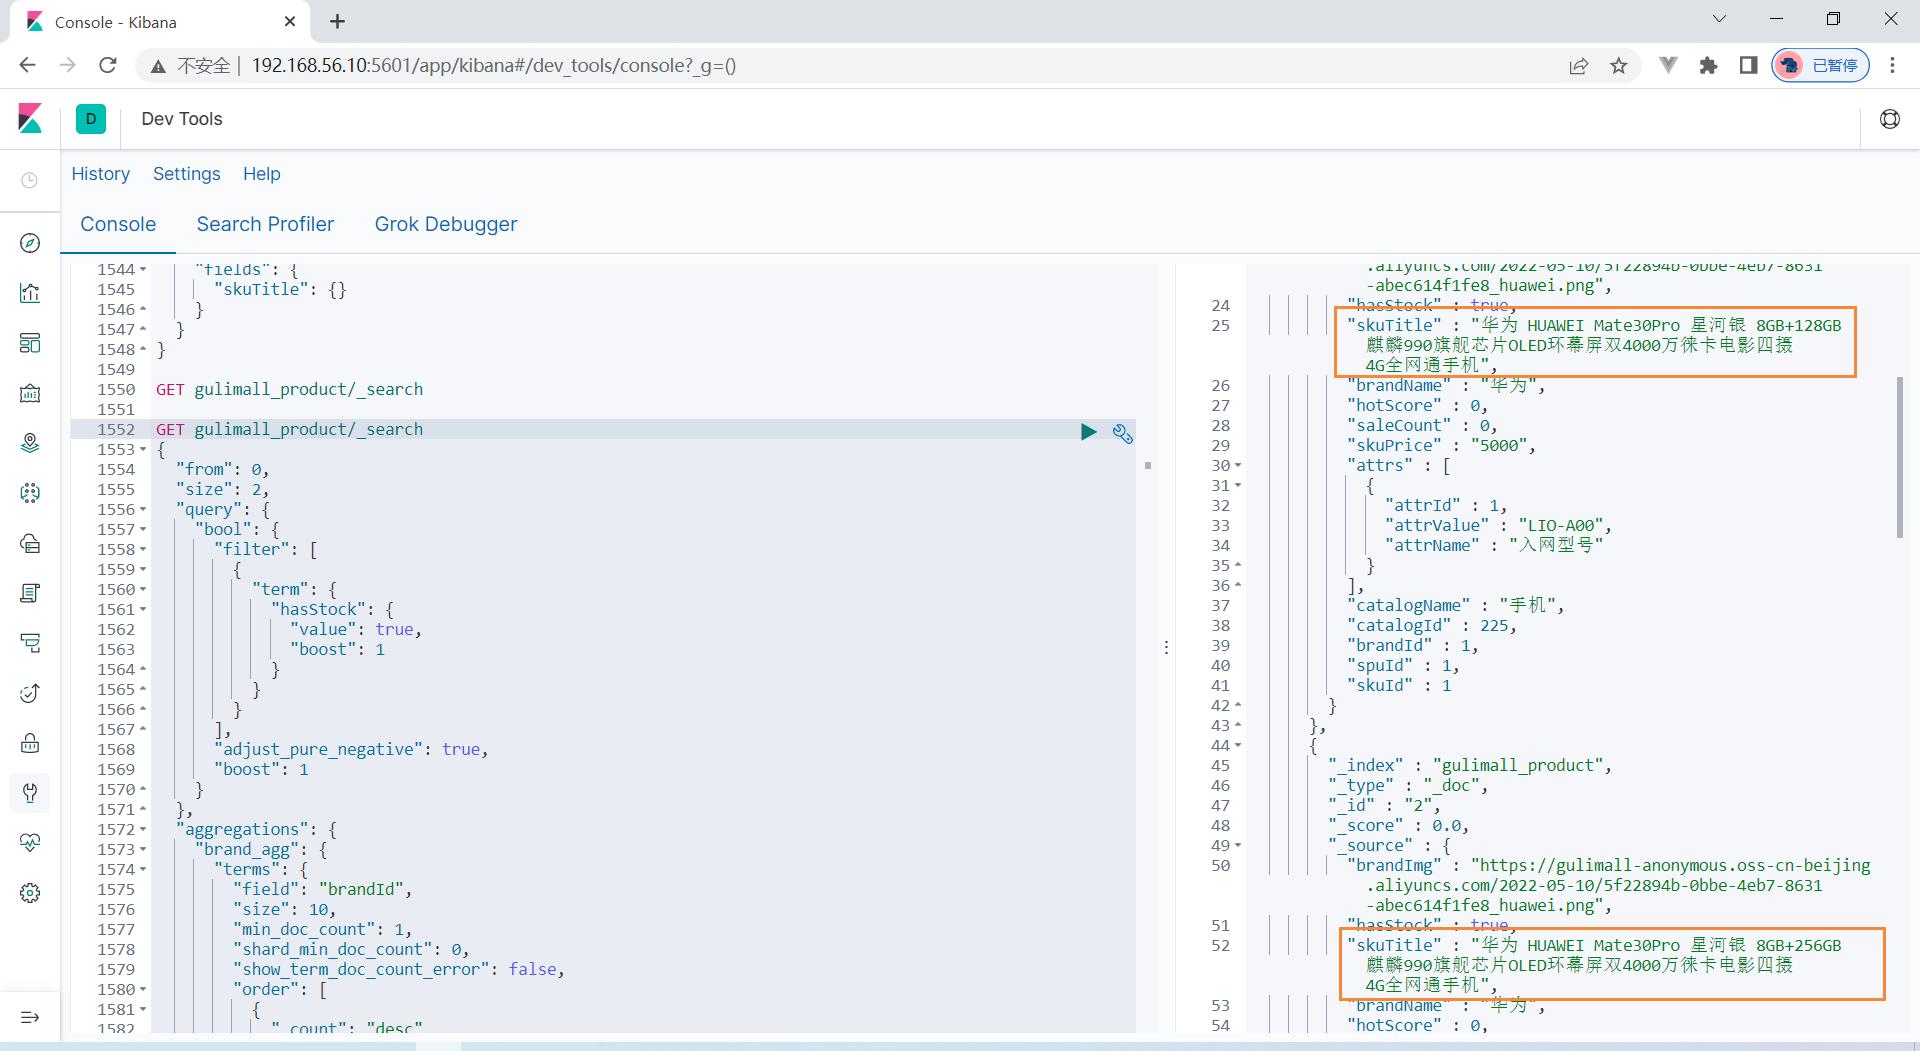 Console - Kibana
不安全
192.168.56.10:5601/app/kibana#/dev_tools/console?_g=()
已暂停
D
Dev Tools
History Settings Help
Console Search Profiler Grok Debugger
1544 "fields": {
1545 "skuTitle": {}
1546 }
1547 }
1548 }
1549
1550 GET gulimall_product/_search
1551
1552 GET gulimall_product/_search
1553 {
1554 "from": 0,
1555 "size": 2,
1556 "query": {
1557 "bool": {
1558 "filter": [
1559 {
1560 "term": {
1561 "hasStock": {
1562 "value": true,
1563 "boost": 1
1564 }
1565 }
1566 }
1567 ],
1568 "adjust_pure_negative": true,
1569 "boost": 1
1570 }
1571 },
1572 "aggregations": {
1573 "brand_agg": {
1574 "terms": {
1575 "field": "brandId",
1576 "size": 10,
1577 "min_doc_count": 1,
1578 "shard_min_doc_count": 0,
1579 "show_term_doc_count_error": false,
1580 "order": [
1581 {
1582 "_count": "desc"
.aliyuncs.com/2022-05-10/5f22894b-0bbe-4eb7-8631
-abec614f1fe8_huawei.png",
24 "hasStock" : true,
25 "skuTitle" : "华为 HUAWEI Mate30Pro 星河银 8GB+128GB
麒麟990旗舰芯片OLED环幕屏双4000万徕卡电影四摄
4G全网通手机",
26 "brandName" : "华为",
27 "hotScore" : 0,
28 "saleCount" : 0,
29 "skuPrice" : "5000",
30 "attrs" : [
31 {
32 "attrId" : 1,
33 "attrValue" : "LIO-A00",
34 "attrName" : "入网型号"
35 }
36 ],
37 "catalogName" : "手机",
38 "catalogId" : 225,
39 "brandId" : 1,
40 "spuId" : 1,
41 "skuId" : 1
42 }
43 },
44 {
45 "_index" : "gulimall_product",
46 "_type" : "_doc",
47 "_id" : "2",
48 "_score" : 0.0,
49 "_source" : {
50 "brandImg" : "https://gulimall-anonymous.oss-cn-beijing
.aliyuncs.com/2022-05-10/5f22894b-0bbe-4eb7-8631
-abec614f1fe8_huawei.png",
51 "hasStock" : true,
52 "skuTitle" : "华为 HUAWEI Mate30Pro 星河银 8GB+256GB
麒麟990旗舰芯片OLED环幕屏双4000万徕卡电影四摄
4G全网通手机",
53 "brandName" : "华为",
54 "hotScore" : 0,